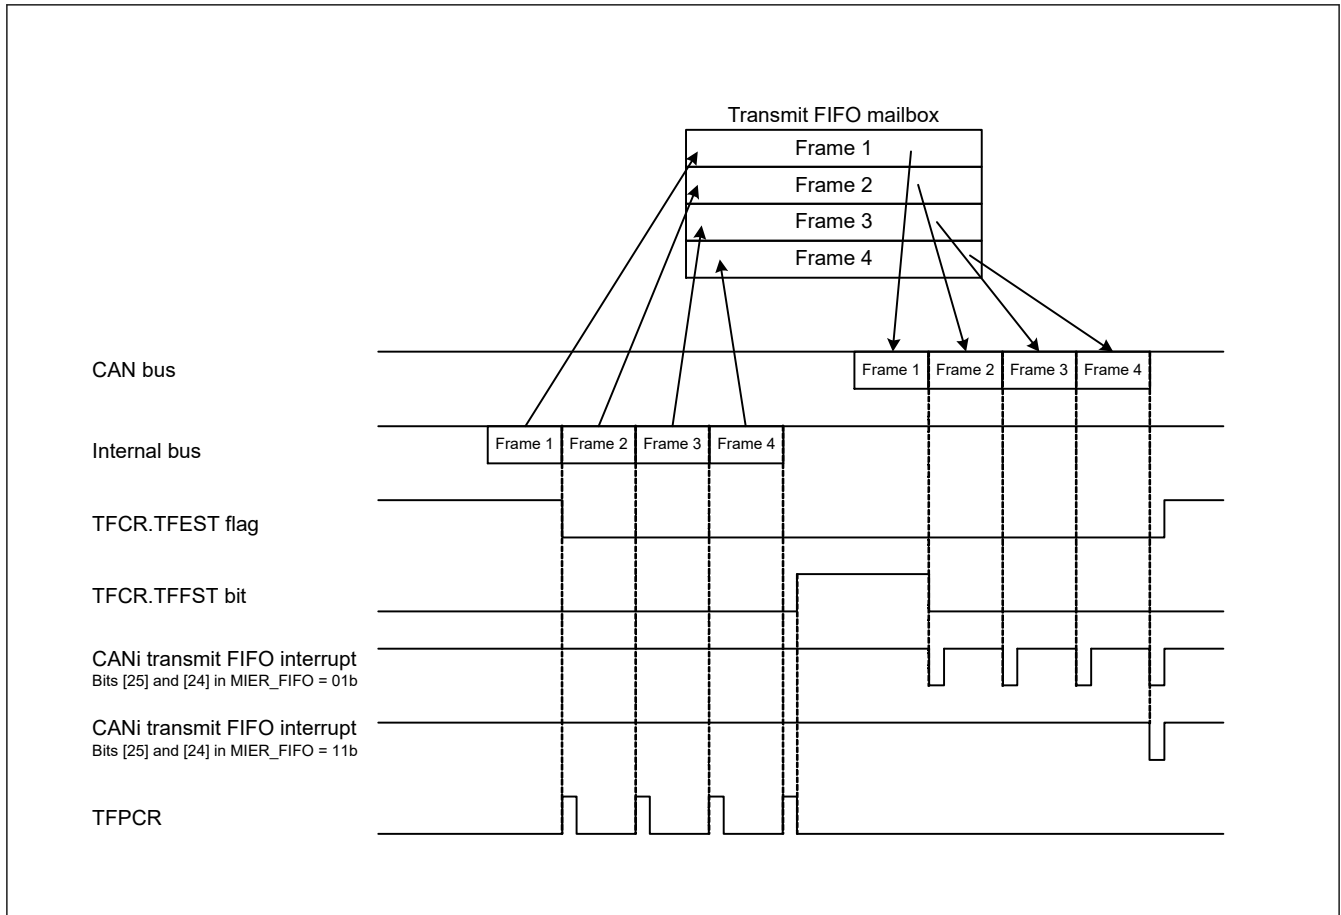 Transmit FIFO mailbox
Frame 1
Frame 2
Frame 3
Frame 4
CAN bus
Frame 1 Frame 2 Frame 3 Frame 4
Internal bus
Frame 1 Frame 2 Frame 3 Frame 4
TFCR.TFEST flag
TFCR.TFFST bit
CANi transmit FIFO interrupt
Bits [25] and [24] in MIER_FIFO = 01b
CANi transmit FIFO interrupt
Bits [25] and [24] in MIER_FIFO = 11b
TFPCR